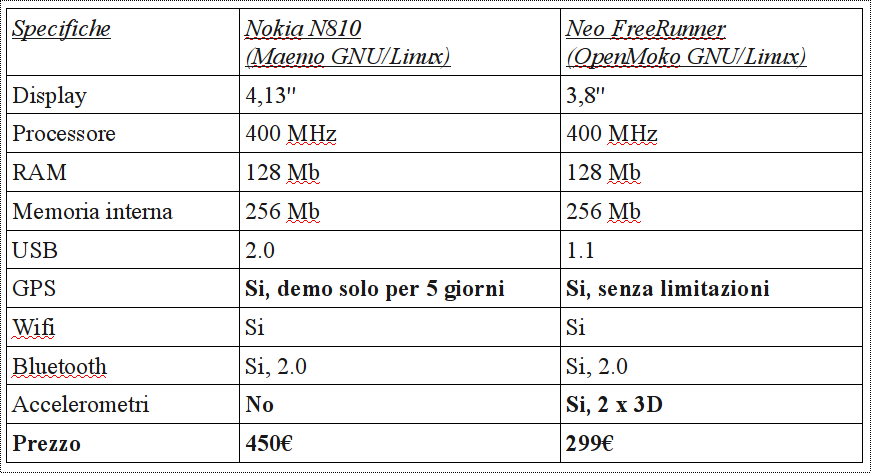 Specifiche Nokia N810 Neo FreeRunner
(Maemo GNU/Linux) (OpenMoko GNU/Linux)
Display 4,13" 3,8"
Processore 400 MHz 400 MHz
RAM 128 Mb 128 Mb
Memoria interna 256 Mb 256 Mb
USB 2.0 1.1
GPS Si, demo solo per 5 giorni Si, senza limitazioni
Wifi Si Si
Bluetooth Si, 2.0 Si, 2.0
Accelerometri No Si, 2 x 3D
Prezzo 450€ 299€